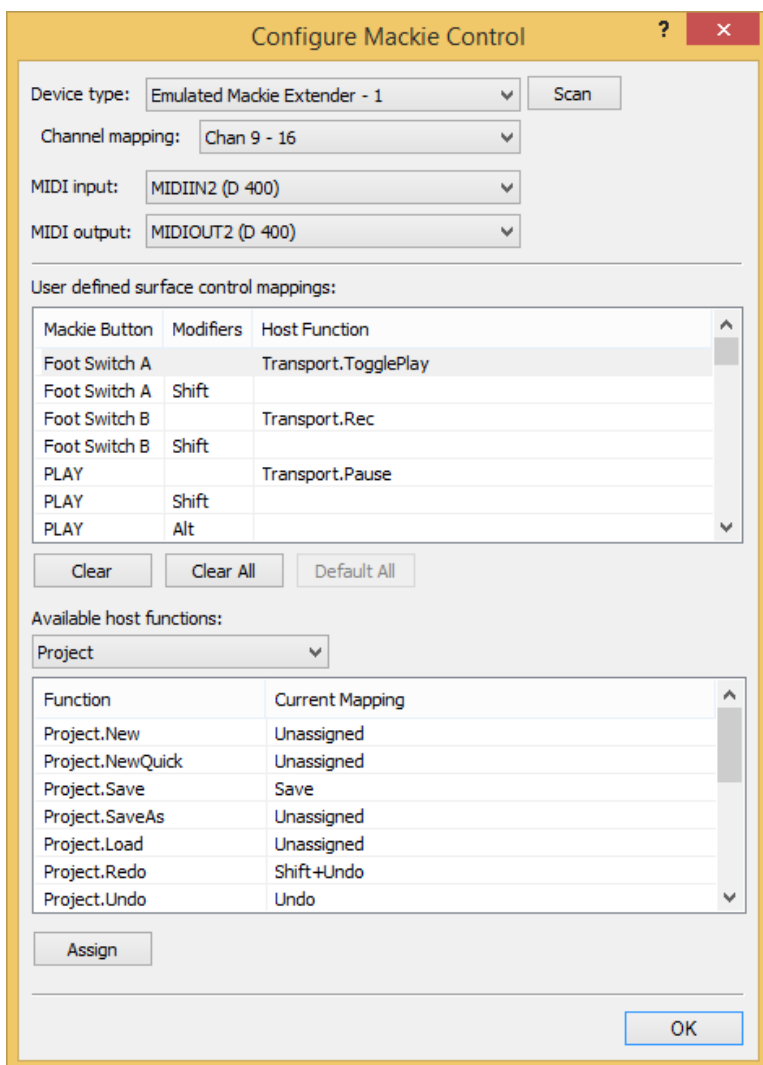 Configure Mackie Control
?
Device type: Emulated Mackie Extender - 1 Scan
Channel mapping: Chan 9 - 16
MIDI input: MIDIIN2 (D 400)
MIDI output: MIDIOUT2 (D 400)
User defined surface control mappings:
Mackie Button Modifiers Host Function
Foot Switch A Transport.TogglePlay
Foot Switch A Shift
Foot Switch B Transport.Rec
Foot Switch B Shift
PLAY Transport.Pause
PLAY Shift
PLAY Alt
Clear Clear All Default All
Available host functions:
Project
Function Current Mapping
Project.New Unassigned
Project.NewQuick Unassigned
Project.Save Save
Project.SaveAs Unassigned
Project.Load Unassigned
Project.Redo Shift+Undo
Project.Undo Undo
Assign
OK